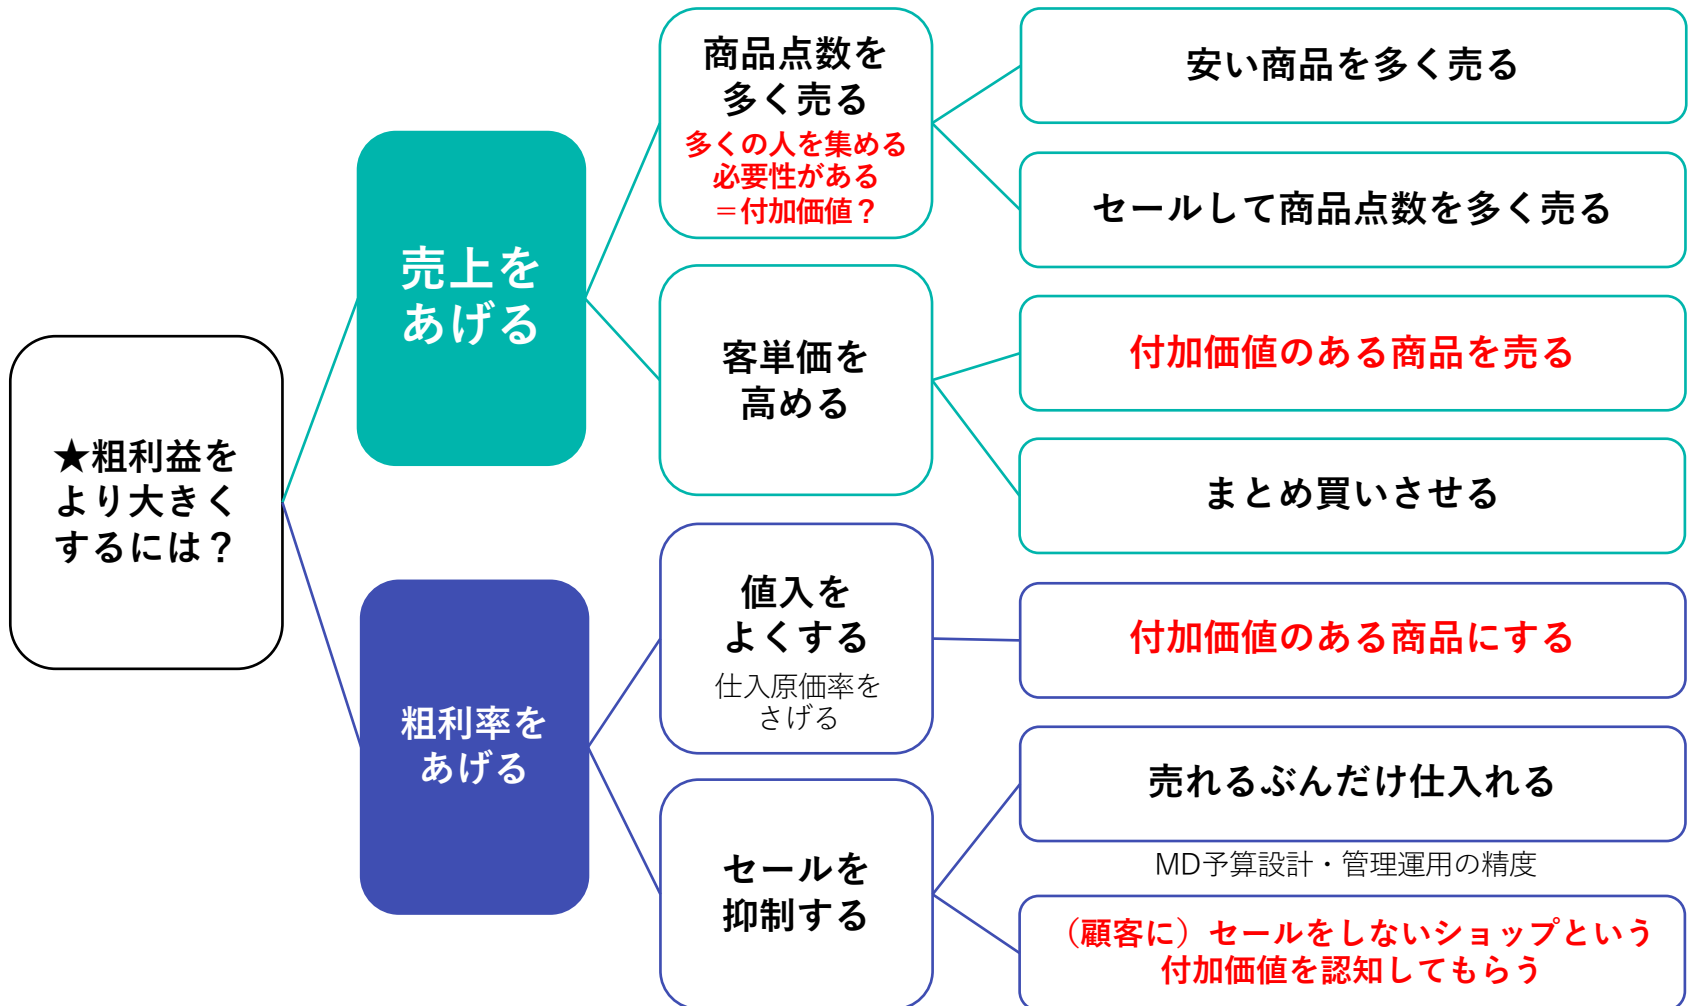 ★粗利益を
より大きく
するには？
売上を
あげる
商品点数を
多く売る
多くの人を集める
必要性がある
＝付加価値？
安い商品を多く売る
セールして商品点数を多く売る
客単価を
高める
付加価値のある商品を売る
まとめ買いさせる
粗利率を
あげる
値入を
よくする
仕入原価率を
さげる
付加価値のある商品にする
セールを
抑制する
売れるぶんだけ仕入れる
MD予算設計・管理運用の精度
（顧客に）セールをしないショップという
付加価値を認知してもらう